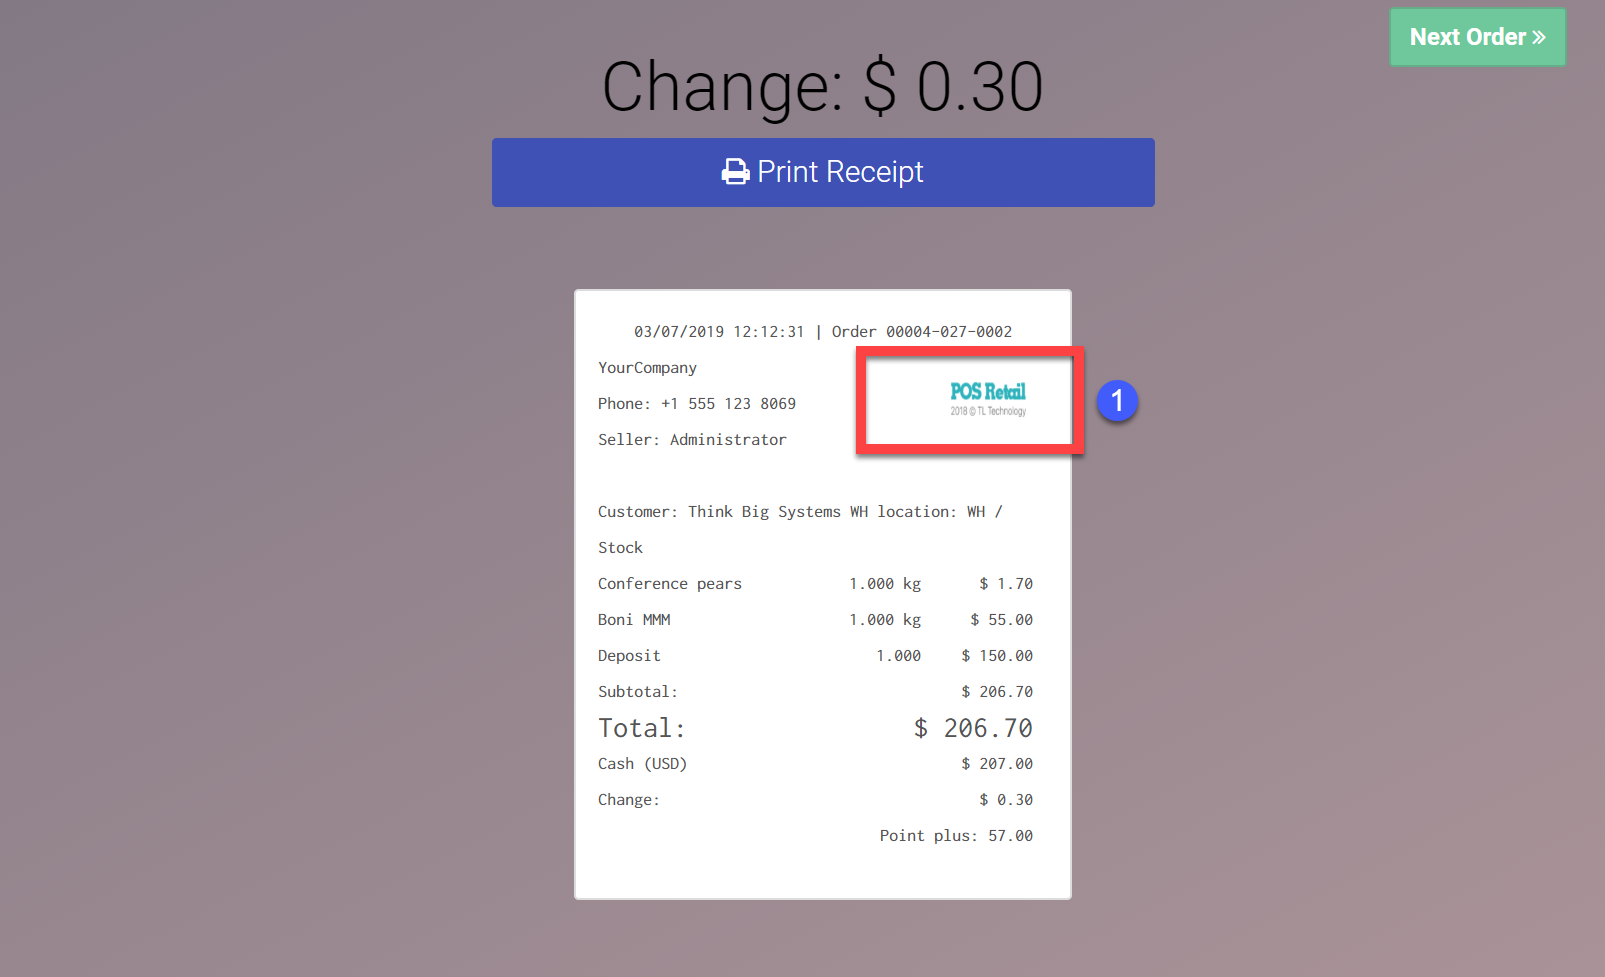 Next Order »
Change: $ 0.30
Print Receipt
03/07/2019 12:12:31 | Order 00004-027-0002
YourCompany
Phone: +1 555 123 8069
Seller: Administrator
POS Retail
2018 © TL Technology
1
Customer: Think Big Systems WH location: WH /
Stock
Conference pears 1.000 kg $ 1.70
Boni MMM 1.000 kg $ 55.00
Deposit 1.000 $ 150.00
Subtotal: $ 206.70
Total: $ 206.70
Cash (USD) $ 207.00
Change: $ 0.30
Point plus: 57.00